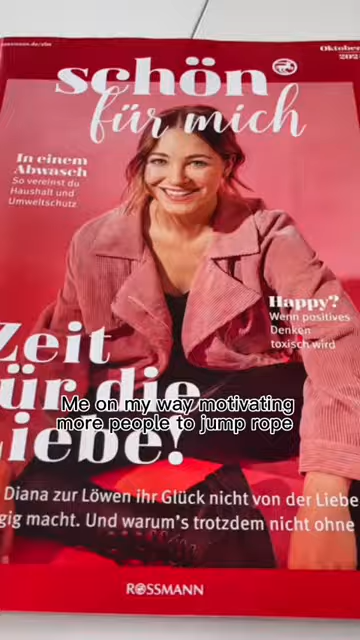 schön
für mich
In einem
Abwasch
So vereinst du
Haushalt und
Umweltschutz
Happy?
Wenn positives
Denken
toxisch wird
Zeit
für die
Liebe!
Me on my way motivating
more people to jump rope
Diana zur Löwen ihr Glück nicht von der Liebe
gig macht. Und warum's trotzdem nicht ohne
ROSSMANN